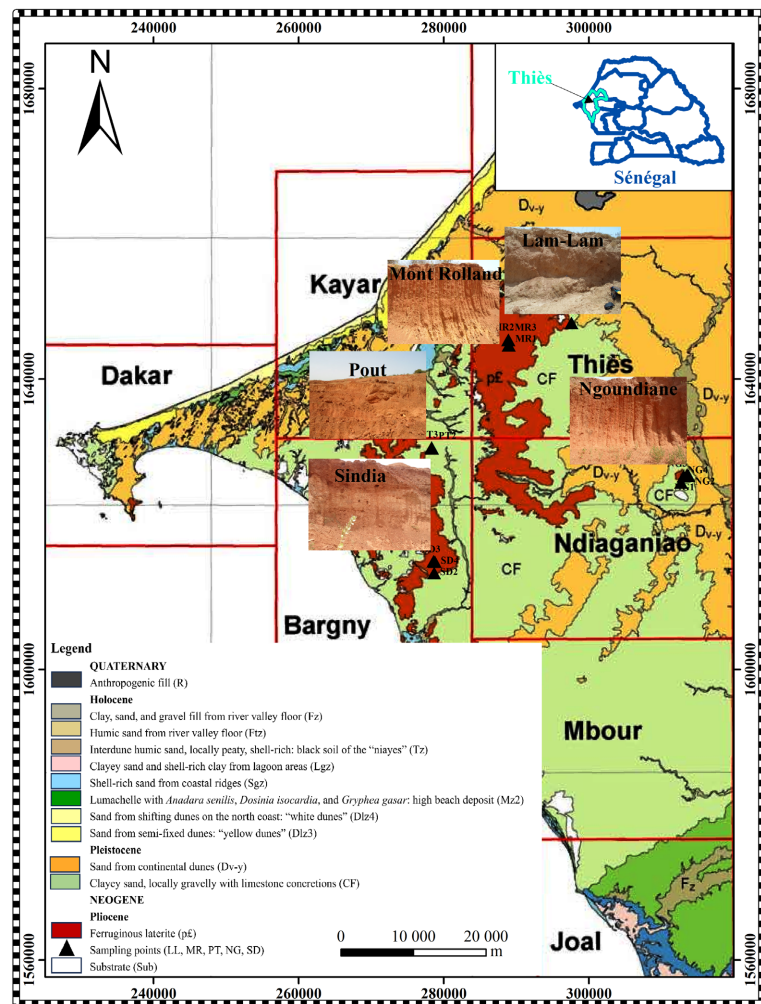 240000 260000 280000 300000
N
1680000
1680000
Thiès
Sénégal
Dv-y
Lam-Lam
Mont Rolland
Kayar
MR3
MR1
Thiès
Dakar
1640000
1640000
Pout
p£
CF
Ngoundiane
Dv-y
Sindia
Dv-y
NG4
NG2
CF
Dv-y
Ndiaganiao
SD4
SD2
CF
Bargny
1600000
1600000
Mbour
Fz
Joal
1560000
1560000
Legend
QUATERNARY
Anthropogenic fill (R)
Holocene
Clay, sand, and gravel fill from river valley floor (Fz)
Humic sand from river valley floor (Ftz)
Interdune humic sand, locally peaty, shell-rich: black soil of the “niayes” (Tz)
Clayey sand and shell-rich clay from lagoon areas (Lgz)
Shell-rich sand from coastal ridges (Sgz)
Lumachelle with Anadara senilis, Dosinia isocardia, and Gryphea gasar: high beach deposit (Mz2)
Sand from shifting dunes on the north coast: “white dunes” (Dlz4)
Sand from semi-fixed dunes: “yellow dunes” (Dlz3)
Pleistocene
Sand from continental dunes (Dv-y)
Clayey sand, locally gravelly with limestone concretions (CF)
NEOGENE
Pliocene
Ferruginous laterite (p£)
Sampling points (LL, MR, PT, NG, SD)
Substrate (Sub)
0 10 000 20 000
m
240000 260000 280000 300000